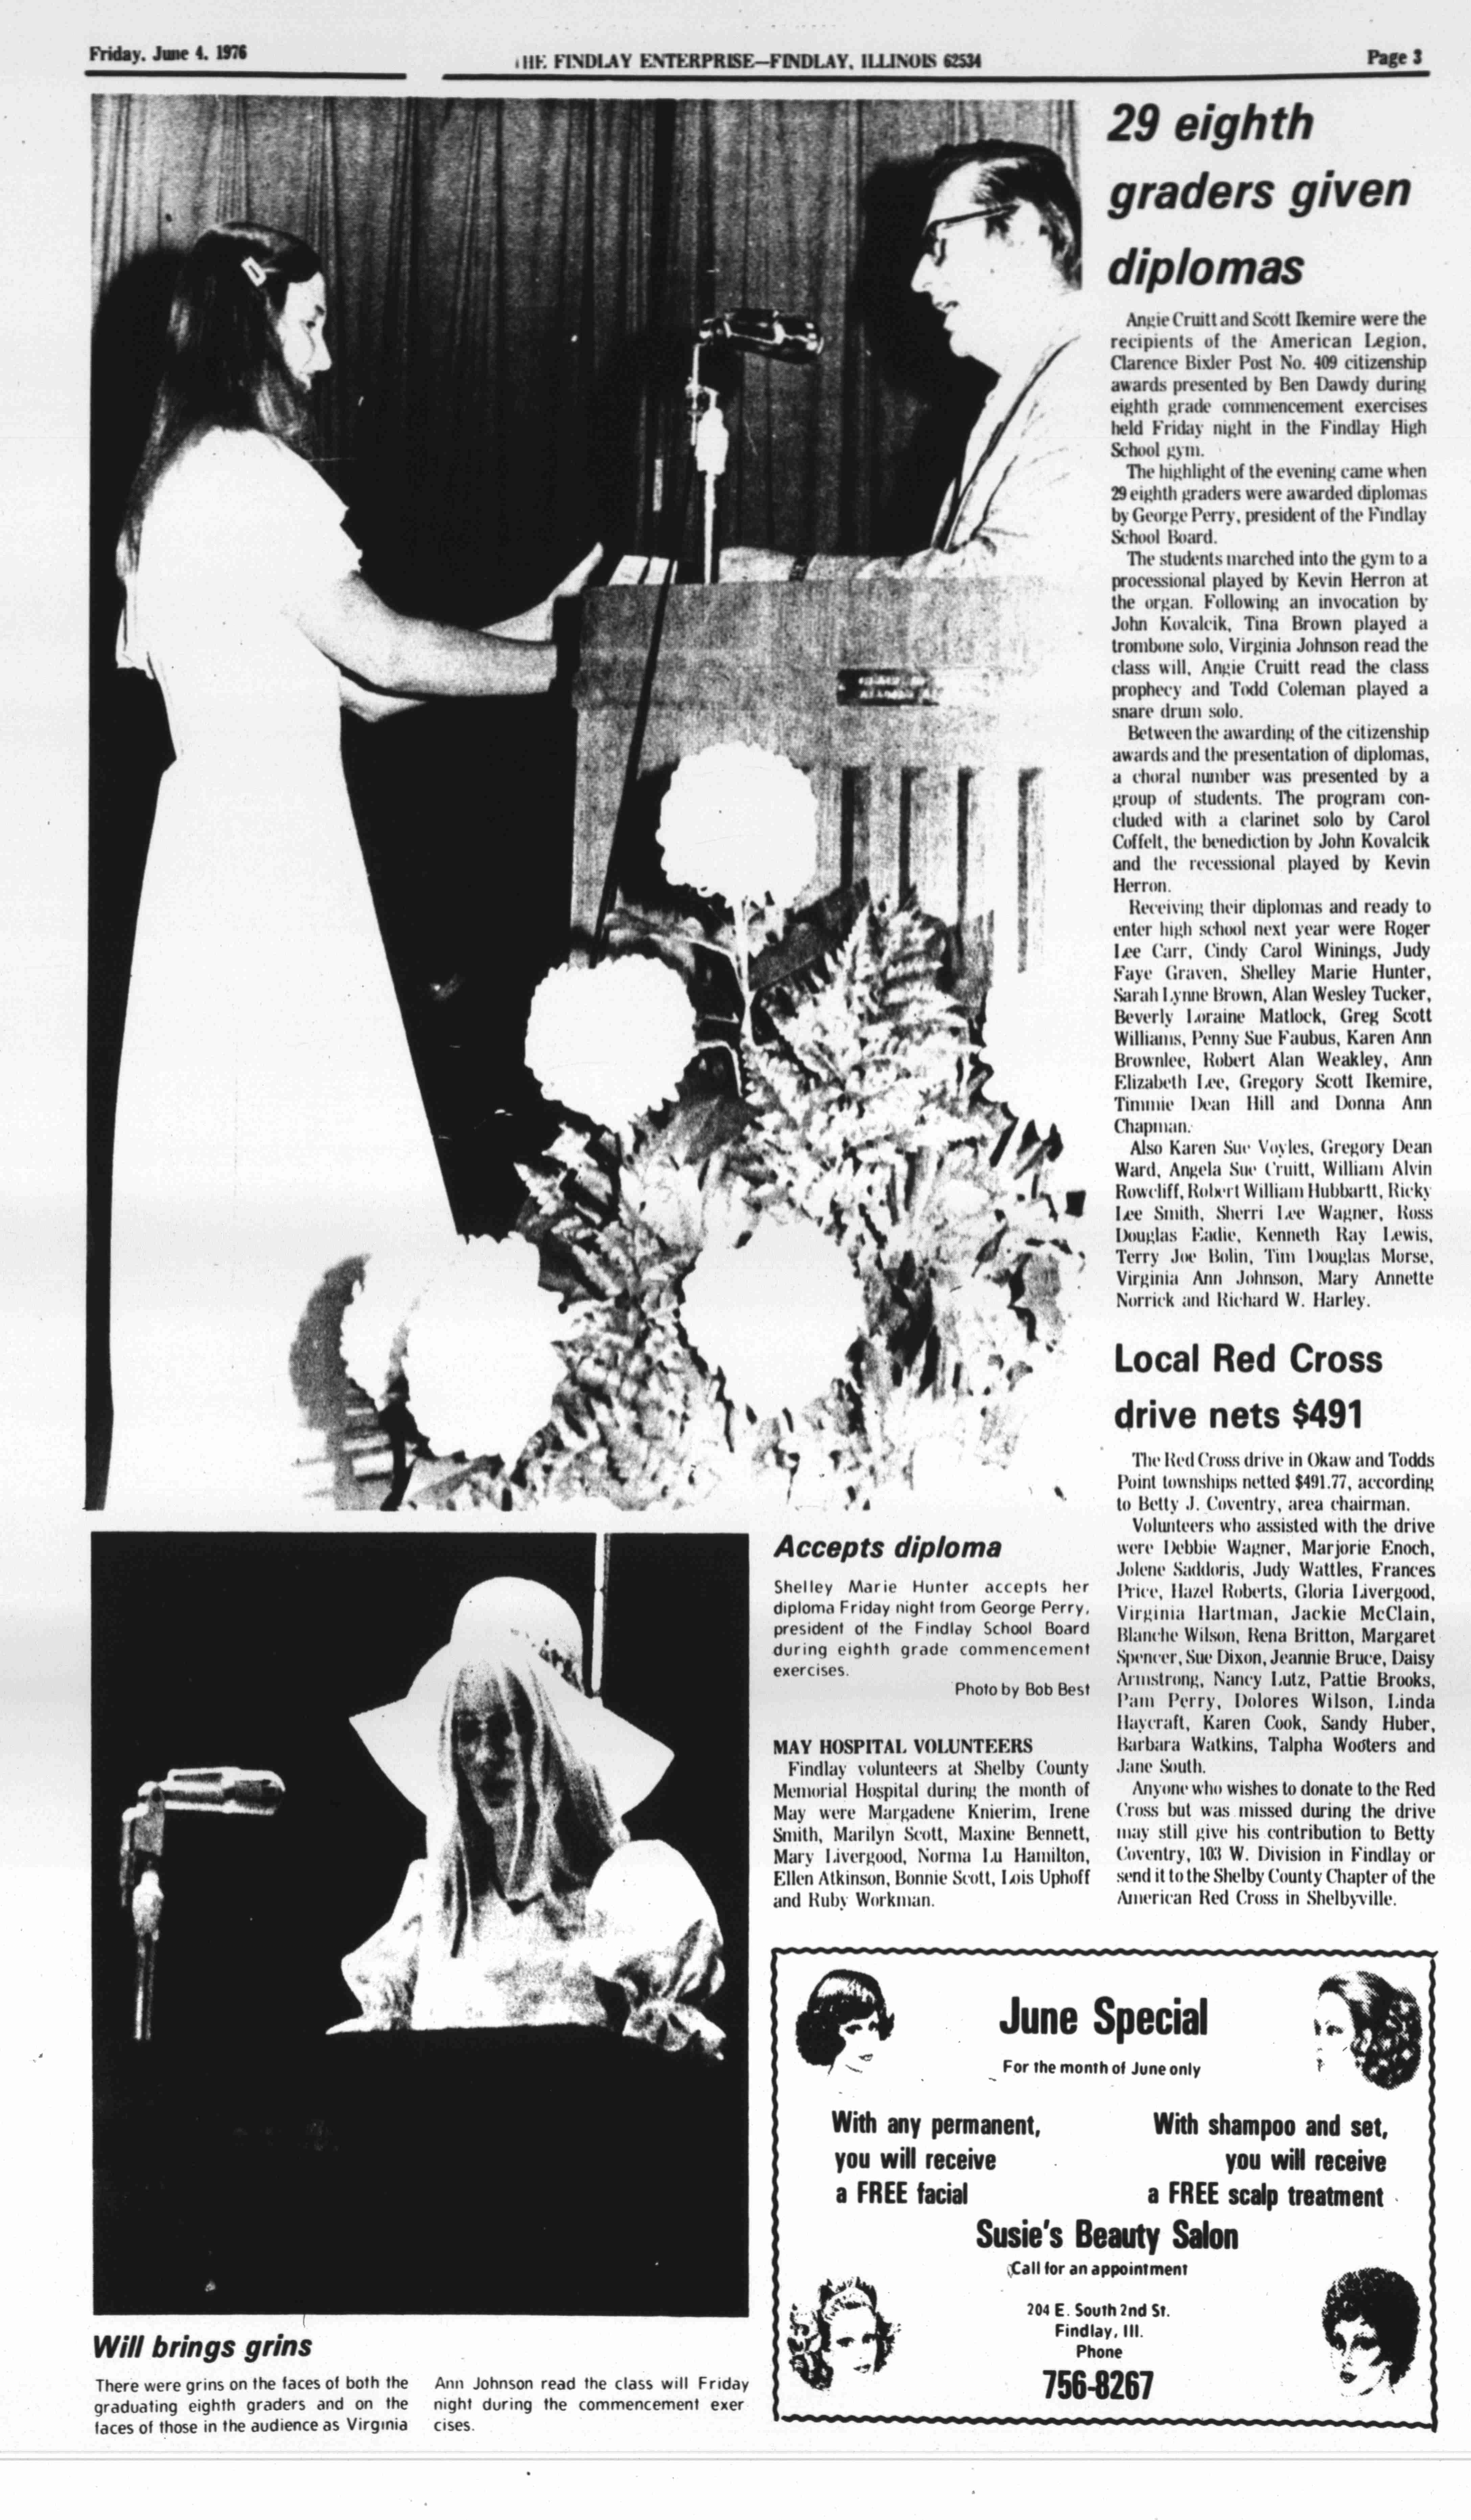 Friday, June 4, 1976
THE FINDLAY ENTERPRISE—FINDLAY, ILLINOIS 62534
Page 3
29 eighth
graders given
diplomas
Angie Cruitt and Scott Ikemire were the
recipients of the American Legion,
Clarence Bixler Post No. 409 citizenship
awards presented by Ben Dawdy during
eighth grade commencement exercises
held Friday night in the Findlay High
School gym.
The highlight of the evening came when
29 eighth graders were awarded diplomas
by George Perry, president of the Findlay
School Board.
The students marched into the gym to a
processional played by Kevin Herron at
the organ. Following an invocation by
John Kovalcik, Tina Brown played a
trombone solo, Virginia Johnson read the
class will, Angie Cruitt read the class
prophecy and Todd Coleman played a
snare drum solo.
Between the awarding of the citizenship
awards and the presentation of diplomas,
a choral number was presented by a
group of students. The program con-
cluded with a clarinet solo by Carol
Coffelt, the benediction by John Kovalcik
and the recessional played by Kevin
Herron.
Receiving their diplomas and ready to
enter high school next year were Roger
Lee Carr, Cindy Carol Winings, Judy
Faye Graven, Shelley Marie Hunter,
Sarah Lynne Brown, Alan Wesley Tucker,
Beverly Loraine Matlock, Greg Scott
Williams, Penny Sue Faubus, Karen Ann
Brownlee, Robert Alan Weakley, Ann
Elizabeth Lee, Gregory Scott Ikemire,
Timmie Dean Hill and Donna Ann
Chapman.
Also Karen Sue Voyles, Gregory Dean
Ward, Angela Sue Cruitt, William Alvin
Rowcliff, Robert William Hubbartt, Ricky
Lee Smith, Sherri Lee Wagner, Ross
Douglas Eadie, Kenneth Ray Lewis,
Terry Joe Bolin, Tim Douglas Morse,
Virginia Ann Johnson, Mary Annette
Norrick and Richard W. Harley.
Local Red Cross
drive nets $491
The Red Cross drive in Okaw and Todds
Point townships netted $491.77, according
to Betty J. Coventry, area chairman.
Volunteers who assisted with the drive
were Debbie Wagner, Marjorie Enoch,
Jolene Saddoris, Judy Wattles, Frances
Price, Hazel Roberts, Gloria Livergood,
Virginia Hartman, Jackie McClain,
Blanche Wilson, Rena Britton, Margaret
Spencer, Sue Dixon, Jeannie Bruce, Daisy
Armstrong, Nancy Lutz, Pattie Brooks,
Pam Perry, Dolores Wilson, Linda
Haycraft, Karen Cook, Sandy Huber,
Barbara Watkins, Talpha Wooters and
Jane South.
Anyone who wishes to donate to the Red
Cross but was missed during the drive
may still give his contribution to Betty
Coventry, 103 W. Division in Findlay or
send it to the Shelby County Chapter of the
American Red Cross in Shelbyville.
Accepts diploma
Shelley Marie Hunter accepts her
diploma Friday night from George Perry,
president of the Findlay School Board
during eighth grade commencement
exercises.
Photo by Bob Best
MAY HOSPITAL VOLUNTEERS
Findlay volunteers at Shelby County
Memorial Hospital during the month of
May were Margadene Knierim, Irene
Smith, Marilyn Scott, Maxine Bennett,
Mary Livergood, Norma Lu Hamilton,
Ellen Atkinson, Bonnie Scott, Lois Uphoff
and Ruby Workman.
Will brings grins
There were grins on the faces of both the
graduating eighth graders and on the
faces of those in the audience as Virginia
Ann Johnson read the class will Friday
night during the commencement exer
cises.
June Special
For the month of June only
With any permanent,
you will receive
a FREE facial
With shampoo and set,
you will receive
a FREE scalp treatment
Susie's Beauty Salon
Call for an appointment
204 E. South 2nd St.
Findlay, Ill.
Phone
756-8267